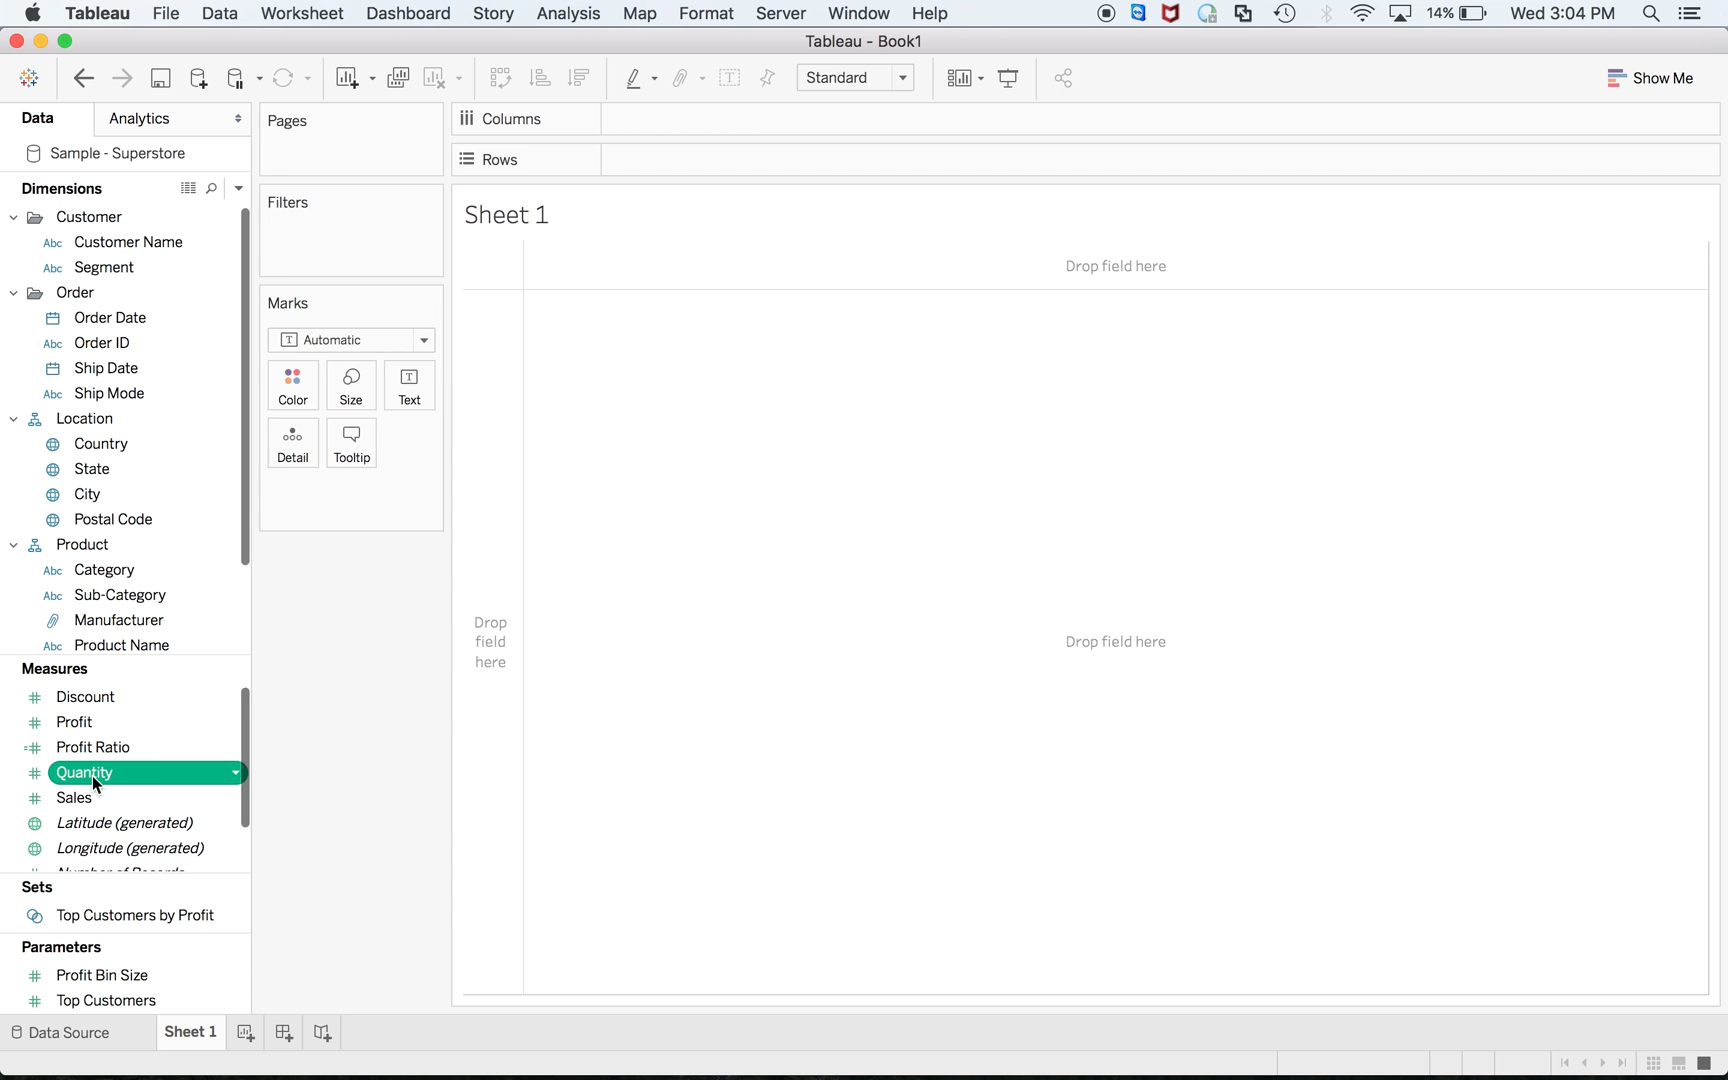 Tableau File Data Worksheet Dashboard Story Analysis Map Format Server Window Help 14% Wed 3:04 PM
Tableau - Book1
Standard Show Me
Data Analytics
Sample - Superstore
Dimensions
Customer
Abc Customer Name
Abc Segment
Order
Order Date
Abc Order ID
Ship Date
Abc Ship Mode
Location
Country
State
City
Postal Code
Product
Abc Category
Abc Sub-Category
Manufacturer
Abc Product Name
Measures
# Discount
# Profit
=# Profit Ratio
# Quantity
# Sales
Latitude (generated)
Longitude (generated)
Number of Records
Sets
Top Customers by Profit
Parameters
# Profit Bin Size
# Top Customers
Pages
Filters
Marks
T Automatic
Color Size Text
Detail Tooltip
Columns
Rows
Sheet 1
Drop field here
Drop
field
here
Drop field here
Data Source Sheet 1